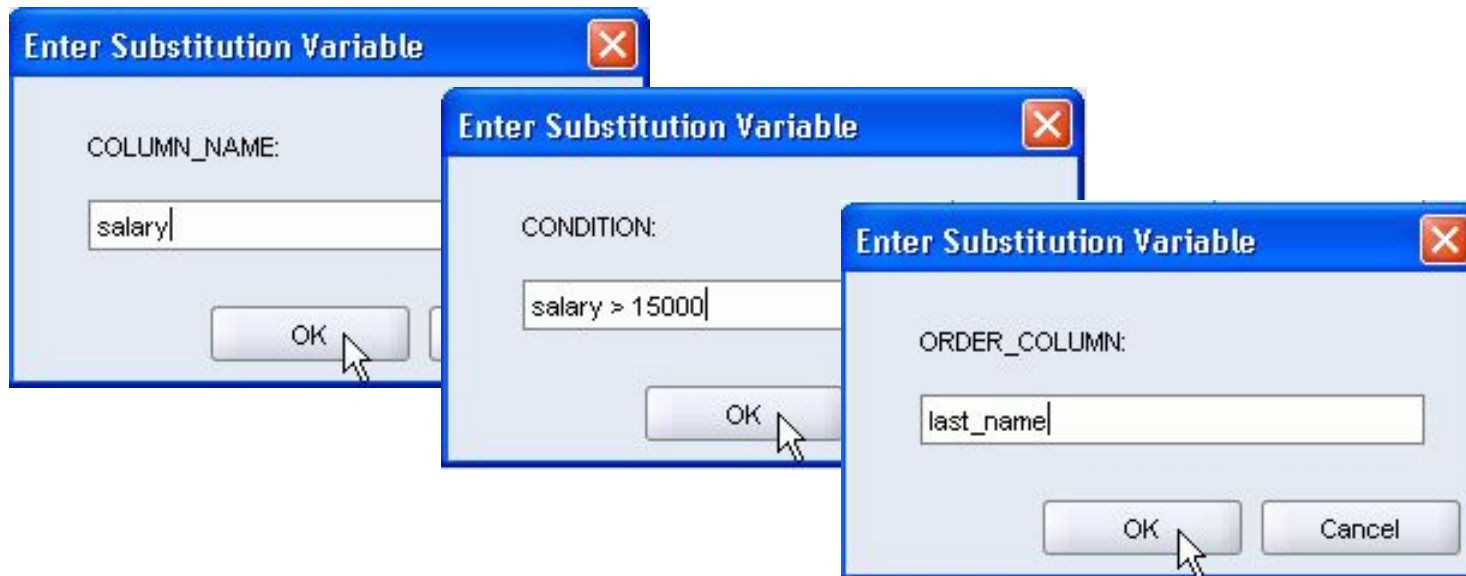 Enter Substitution Variable
COLUMN_NAME:
salary
OK
Enter Substitution Variable
CONDITION:
salary > 15000
OK
Enter Substitution Variable
ORDER_COLUMN:
last_name
OK
Cancel